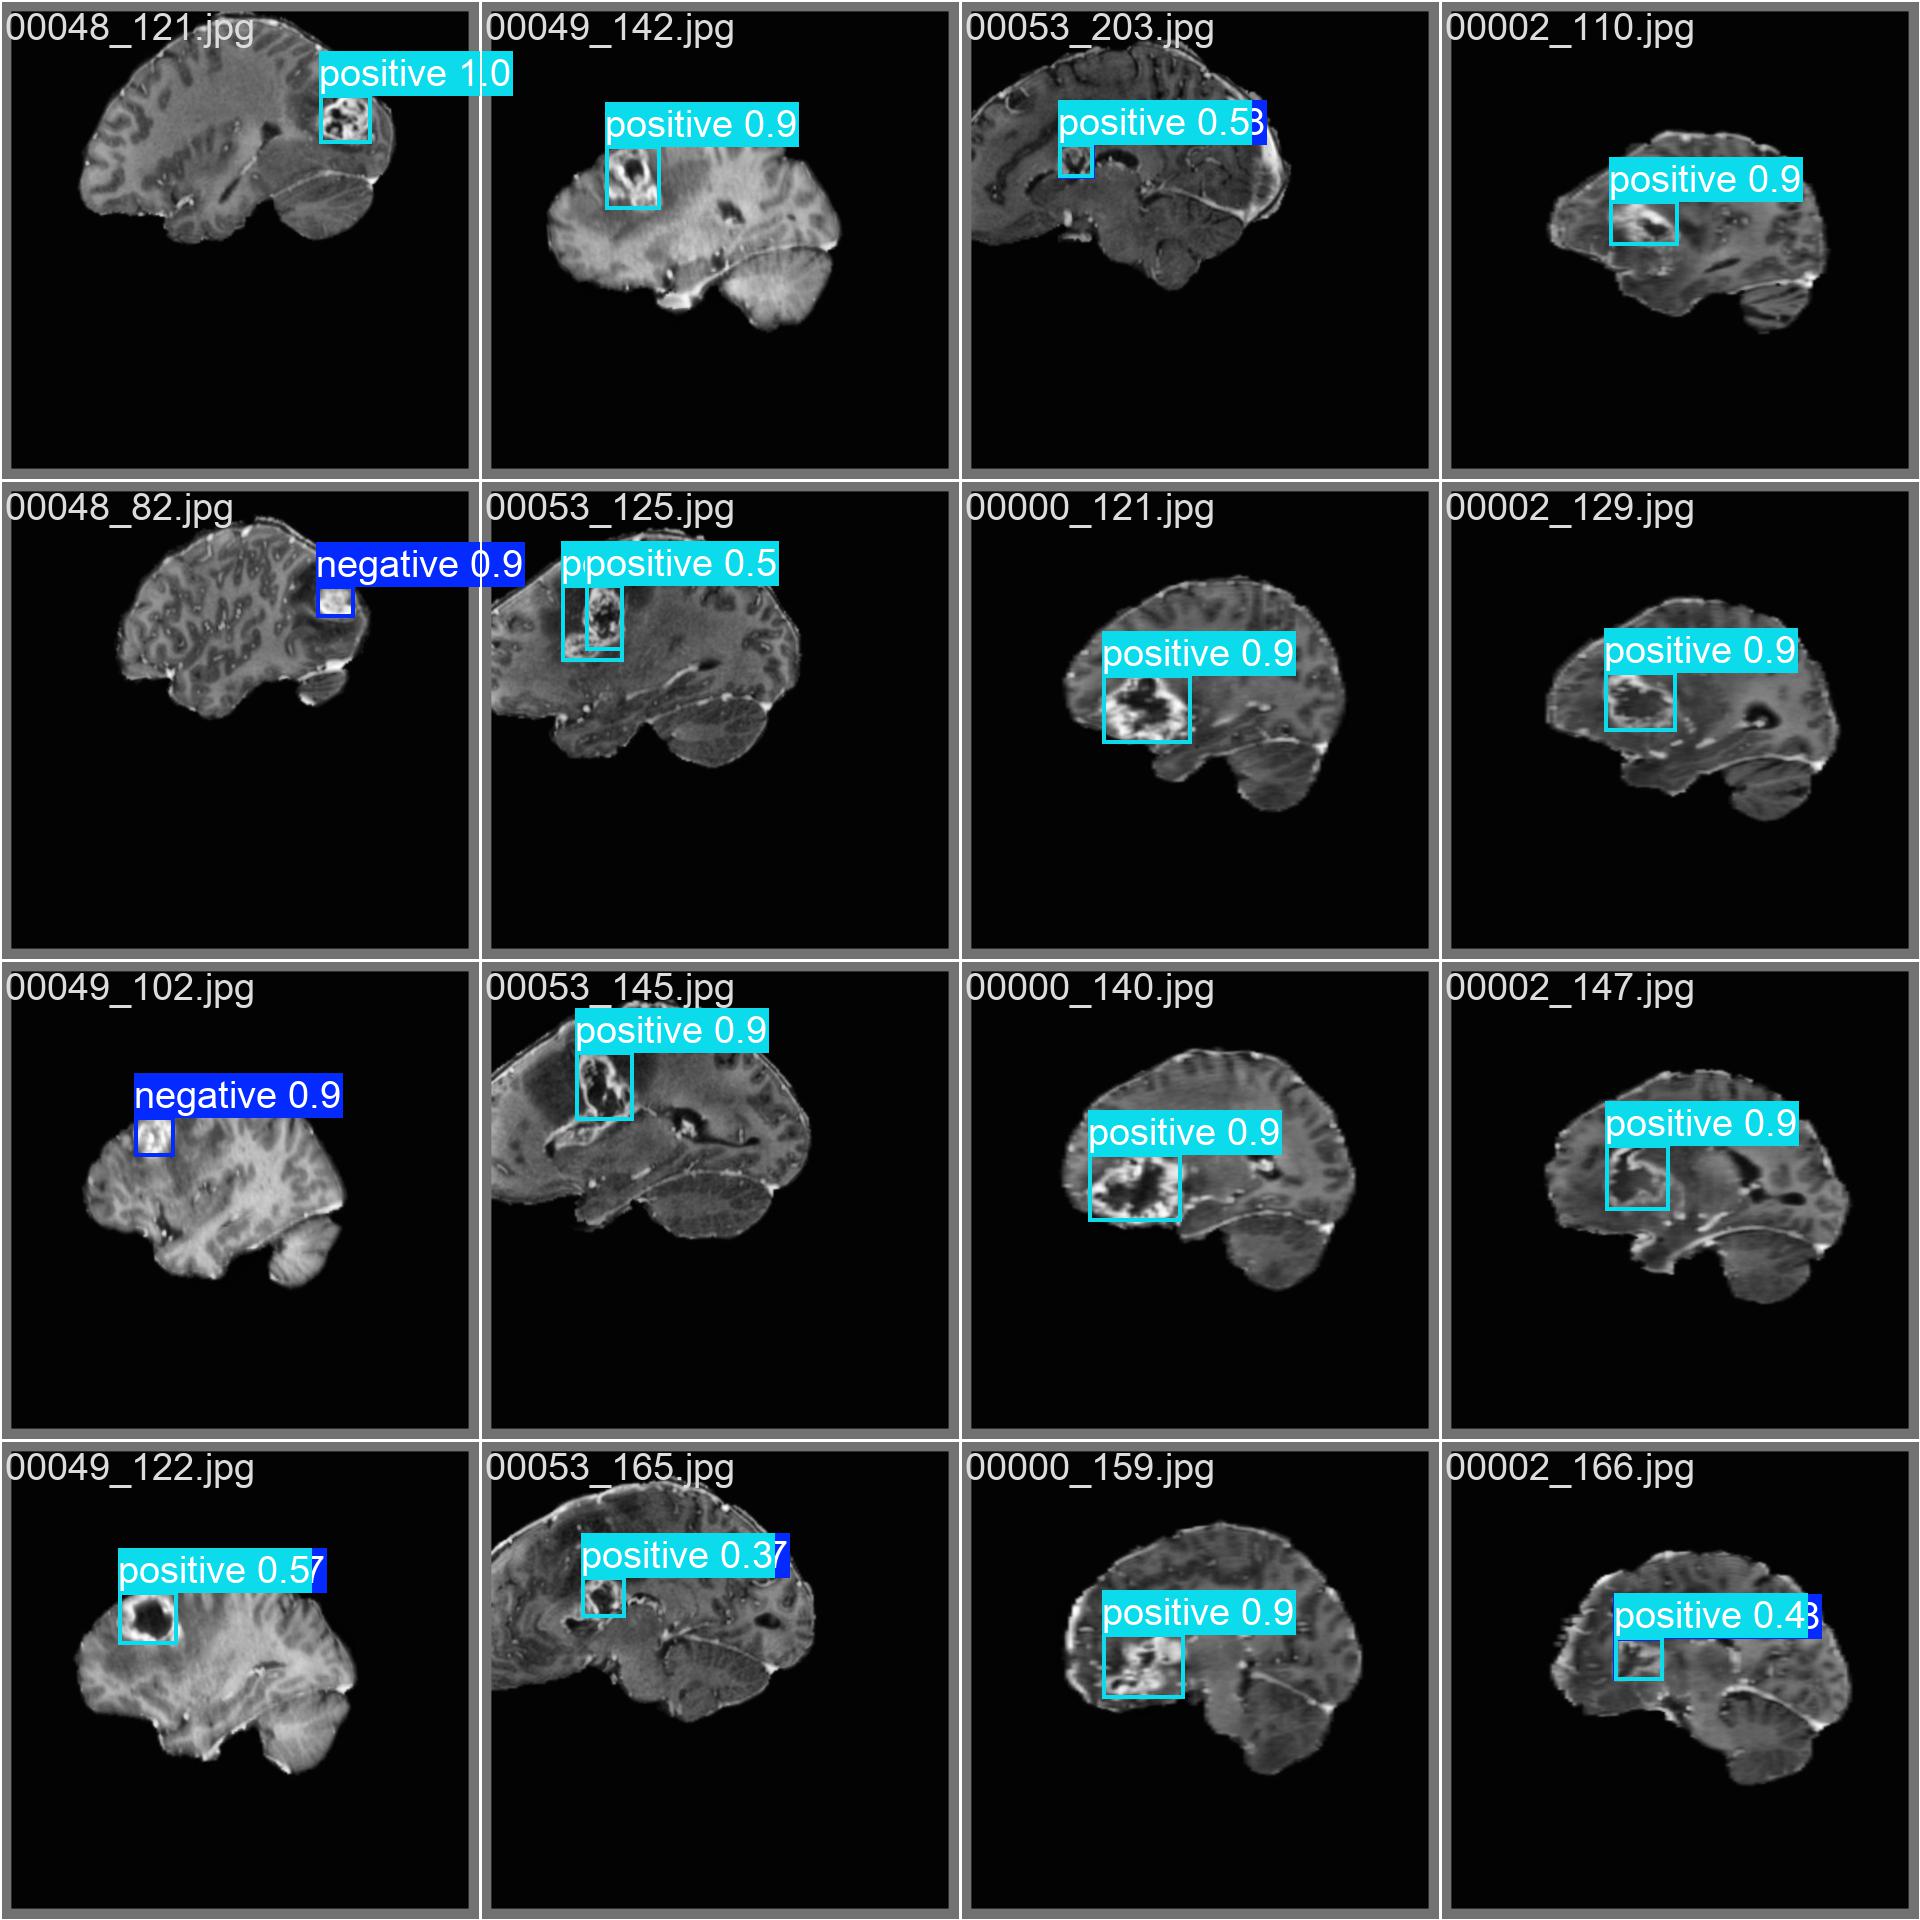 00048_121.jpg
positive 1.0
00049_142.jpg
positive 0.9
00053_203.jpg
positive 0.53
00002_110.jpg
positive 0.9
00048_82.jpg
negative 0.9
00053_125.jpg
p positive 0.5
00000_121.jpg
positive 0.9
00002_129.jpg
positive 0.9
00049_102.jpg
negative 0.9
00053_145.jpg
positive 0.9
00000_140.jpg
positive 0.9
00002_147.jpg
positive 0.9
00049_122.jpg
positive 0.57
00053_165.jpg
positive 0.37
00000_159.jpg
positive 0.9
00002_166.jpg
positive 0.43